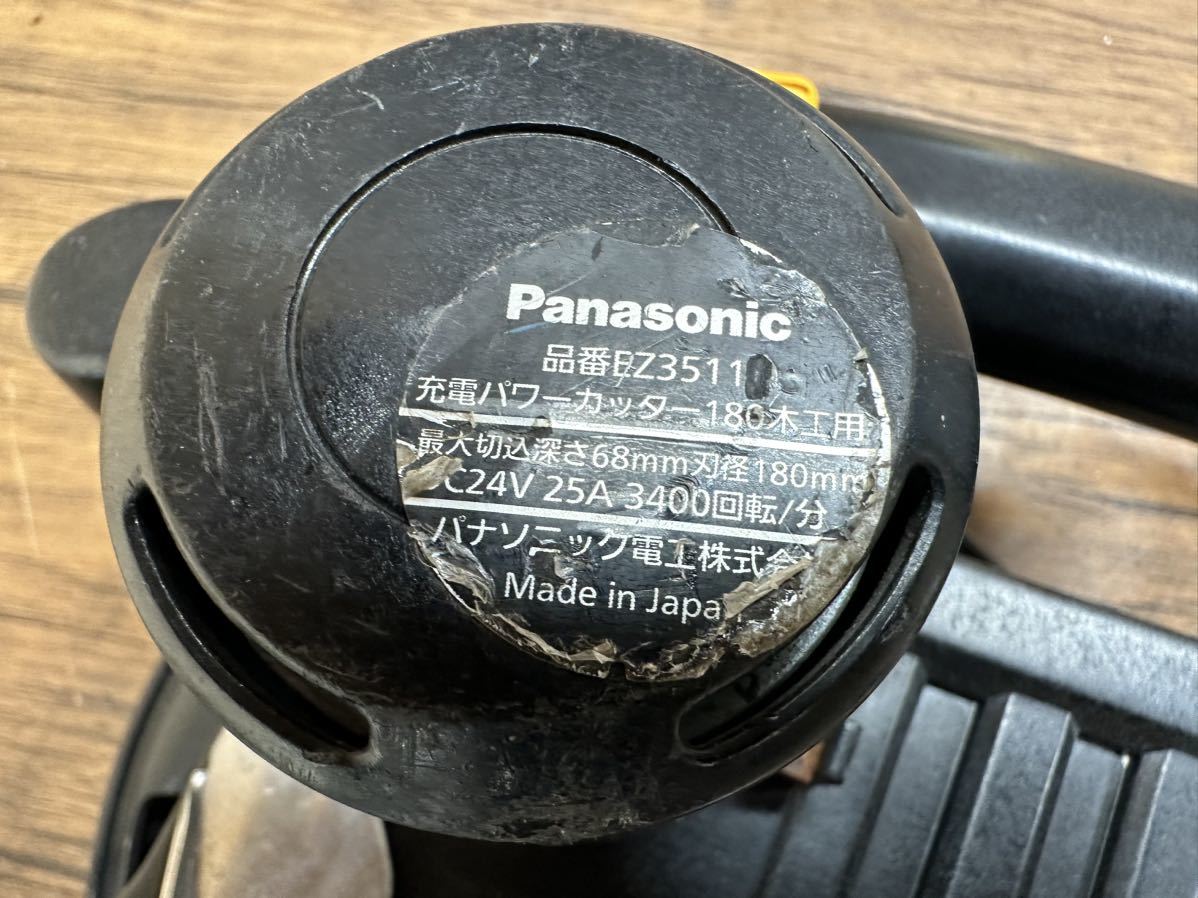 Panasonic
品番EZ3511
充電パワーカッター180木工用
最大切込深さ68mm刃径180mm
C24V 25A 3400回転/分
パナソニック電工株式会
Made in Japa